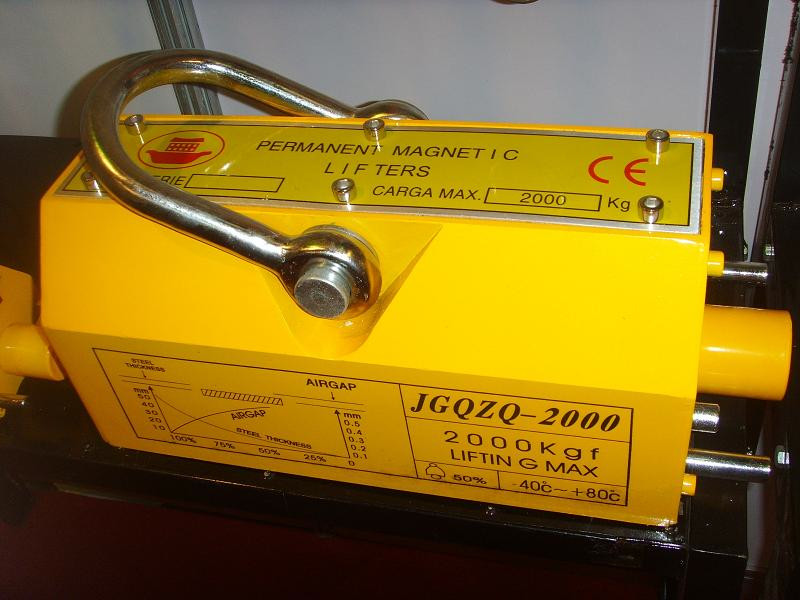 PERMANENT MAGNETIC
LIFTERS
CE
CARGA MAX. 2000 Kg
STEEL
THICKNESS
AIRGAP
mm
50
40
30
20
10
AIRGAP
STEEL THICKNESS
mm
0.5
0.4
0.3
0.2
0.1
0
100% 75% 50% 25%
JGQZQ-2000
2000Kgf
LIFTING MAX
50% -40°C~+80°C